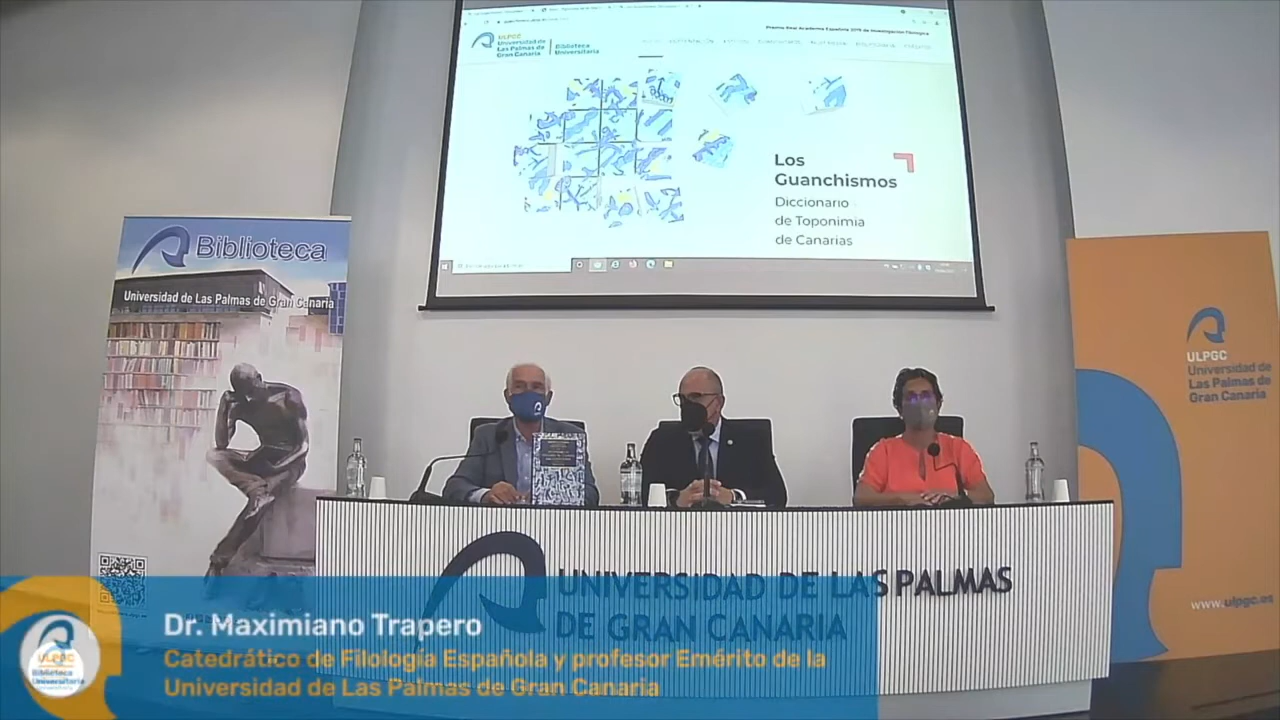 Premio Real Academia Española 2019 de Investigación Filológica
ULPGC
Universidad de
Las Palmas de
Gran Canaria
Biblioteca
Universitaria
Los
Guanchismos
Diccionario
de Toponimia
de Canarias
Biblioteca
Universidad de Las Palmas de Gran Canaria
ULPGC
Universidad de
Las Palmas de
Gran Canaria
www.ulpgc.es
UNIVERSIDAD DE LAS PALMAS
DE GRAN CANARIA
Dr. Maximiano Trapero
Catedrático de Filología Española y profesor Emérito de la
Universidad de Las Palmas de Gran Canaria
ULPGC
Biblioteca
Universitaria